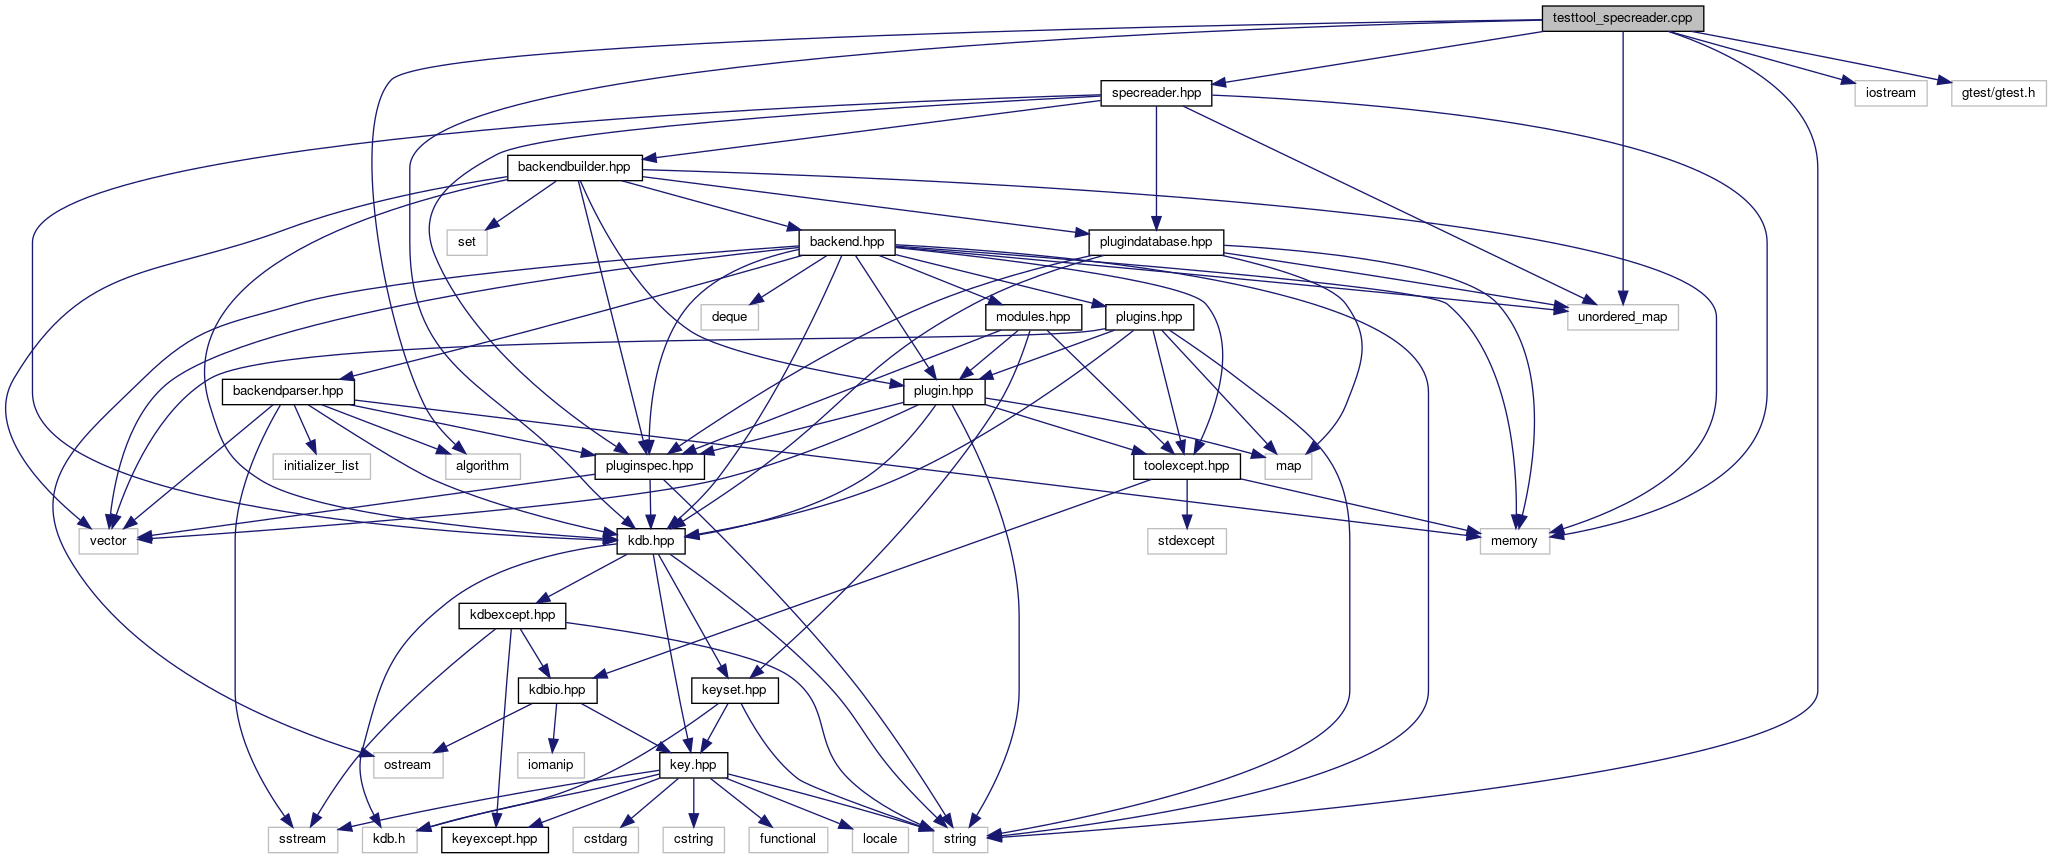 testtool_specreader.cpp
specreader.hpp
iostream
gtest/gtest.h
backendbuilder.hpp
set
backend.hpp
plugindatabase.hpp
deque
modules.hpp
plugins.hpp
unordered_map
backendparser.hpp
plugin.hpp
initializer_list
algorithm
pluginspec.hpp
toolexcept.hpp
map
vector
kdb.hpp
stdexcept
memory
kdbexcept.hpp
kdbio.hpp
keyset.hpp
ostream
iomanip
key.hpp
sstream
kdb.h
keyexcept.hpp
cstdarg
cstring
functional
locale
string